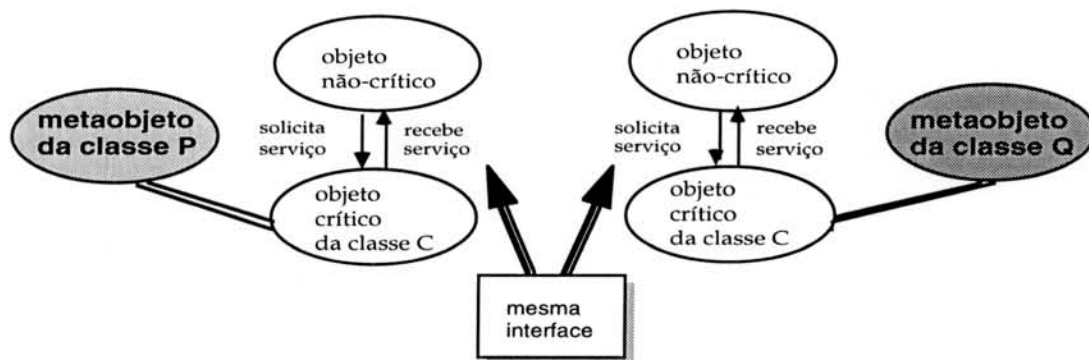 objeto
não-crítico
metaobjeto
da classe P
solicita
serviço
recebe
serviço
objeto
crítico
da classe C
objeto
não-crítico
solicita
serviço
recebe
serviço
metaobjeto
da classe Q
objeto
crítico
da classe C
mesma
interface